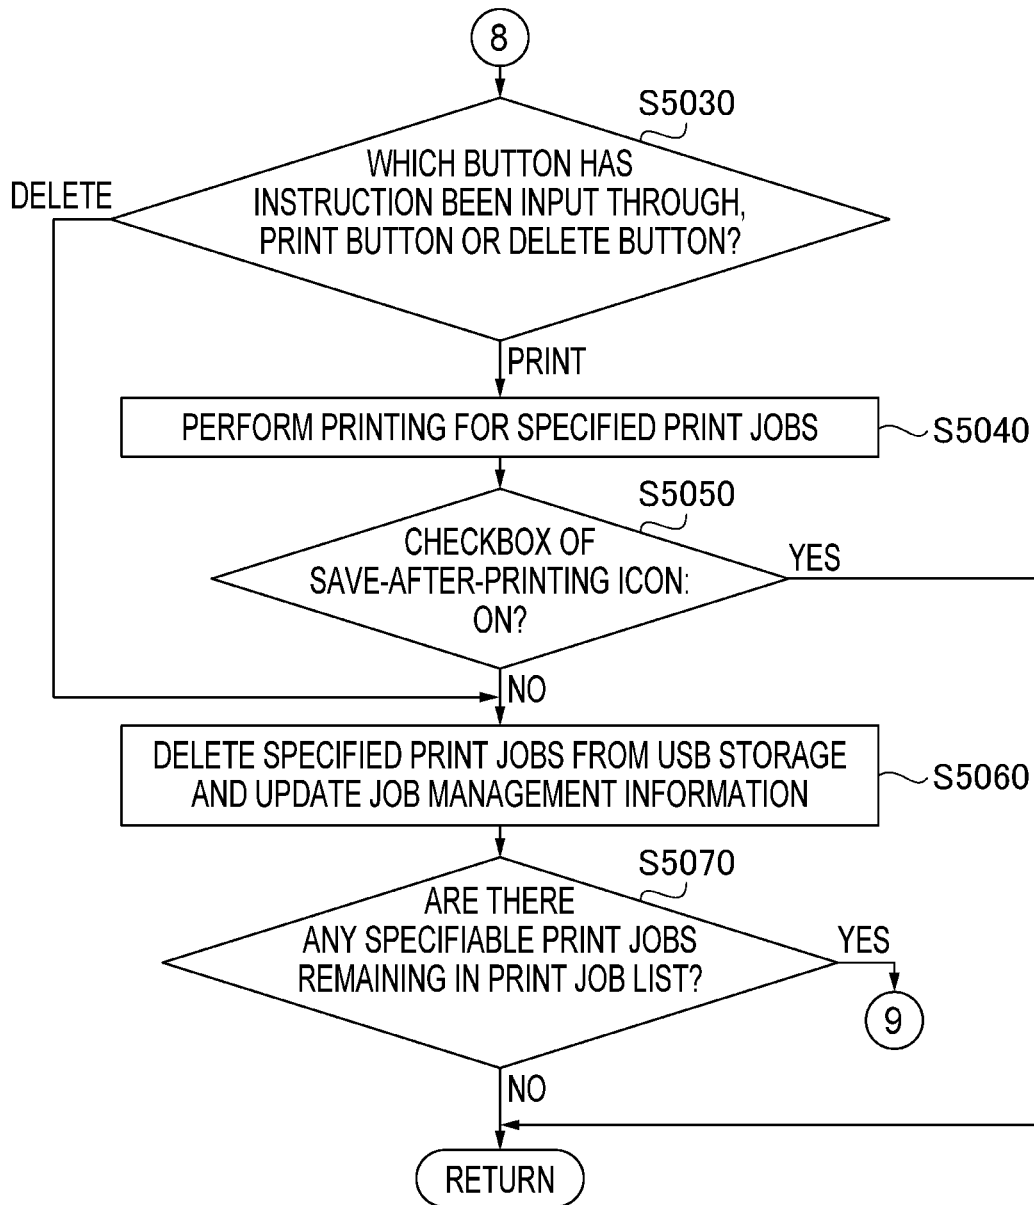 8
S5030
WHICH BUTTON HAS
INSTRUCTION BEEN INPUT THROUGH,
PRINT BUTTON OR DELETE BUTTON?
DELETE
PRINT
PERFORM PRINTING FOR SPECIFIED PRINT JOBS
S5040
S5050
CHECKBOX OF
SAVE-AFTER-PRINTING ICON:
ON?
YES
NO
DELETE SPECIFIED PRINT JOBS FROM USB STORAGE
AND UPDATE JOB MANAGEMENT INFORMATION
S5060
S5070
ARE THERE
ANY SPECIFIABLE PRINT JOBS
REMAINING IN PRINT JOB LIST?
YES
9
NO
RETURN